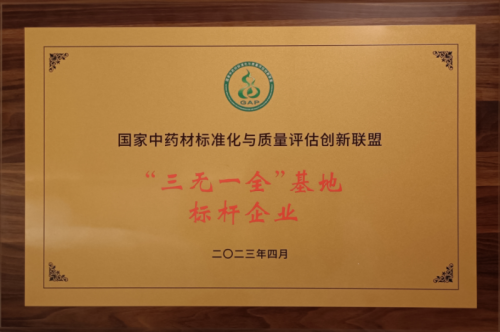 GAP
国家中药材标准化与质量评估创新联盟
“三无一全”基地
标杆企业
二〇二三年四月